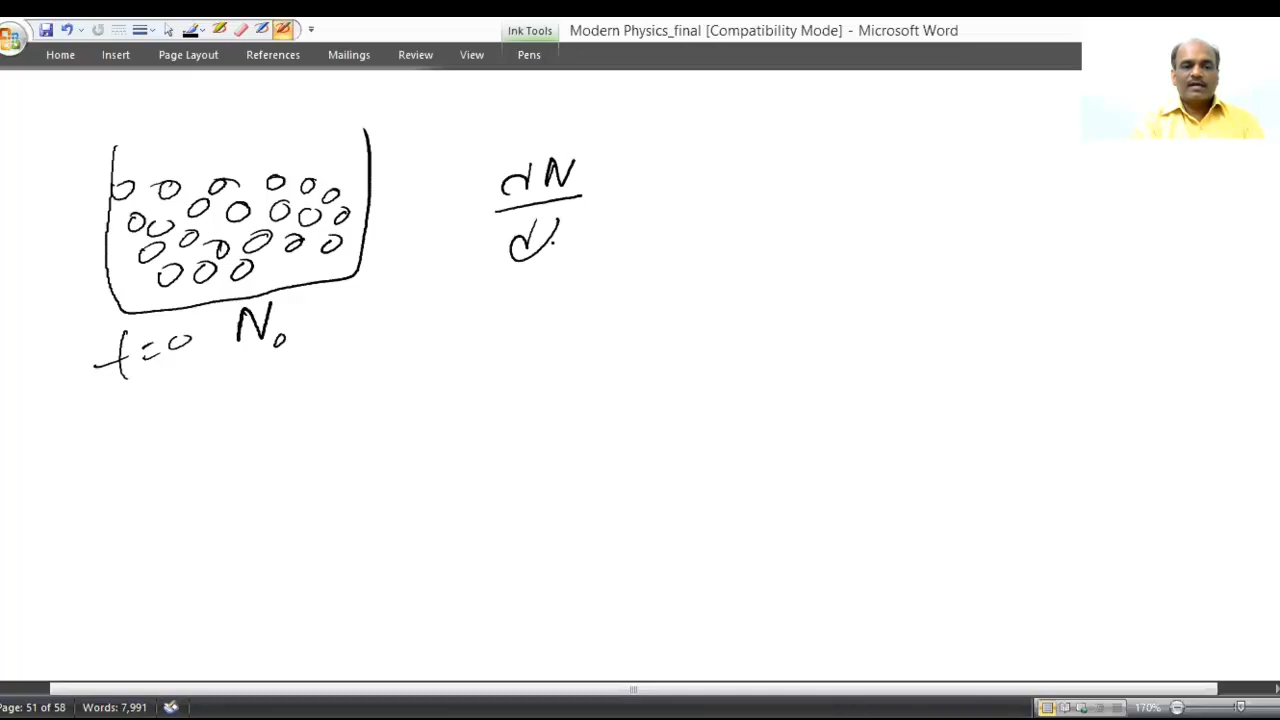 Ink Tools
Modern Physics_final [Compatibility Mode] - Microsoft Word
Home Insert Page Layout References Mailings Review View Pens
dN
d
t=0 N₀
Page: 51 of 58 Words: 7,991 170%